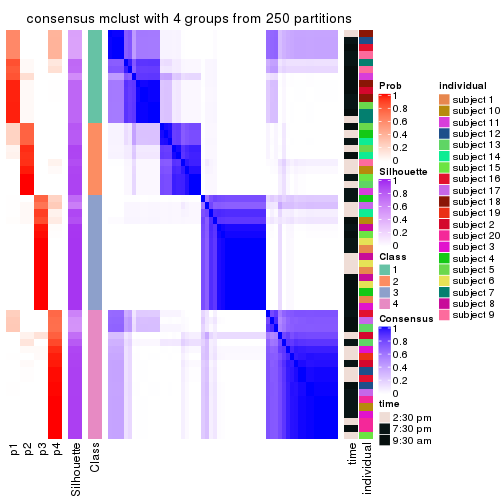 consensus mclust with 4 groups from 250 partitions
Prob
1
0.8
0.6
0.4
0.2
0
Silhouette
1
0.8
0.6
0.4
0.2
0
Class
1
2
3
4
Consensus
1
0.8
0.6
0.4
0.2
0
time
2:30 pm
7:30 pm
9:30 am
individual
subject 1
subject 10
subject 11
subject 12
subject 13
subject 14
subject 15
subject 16
subject 17
subject 18
subject 19
subject 2
subject 20
subject 3
subject 4
subject 5
subject 6
subject 7
subject 8
subject 9
p1
p2
p3
p4
Silhouette
Class
time
individual